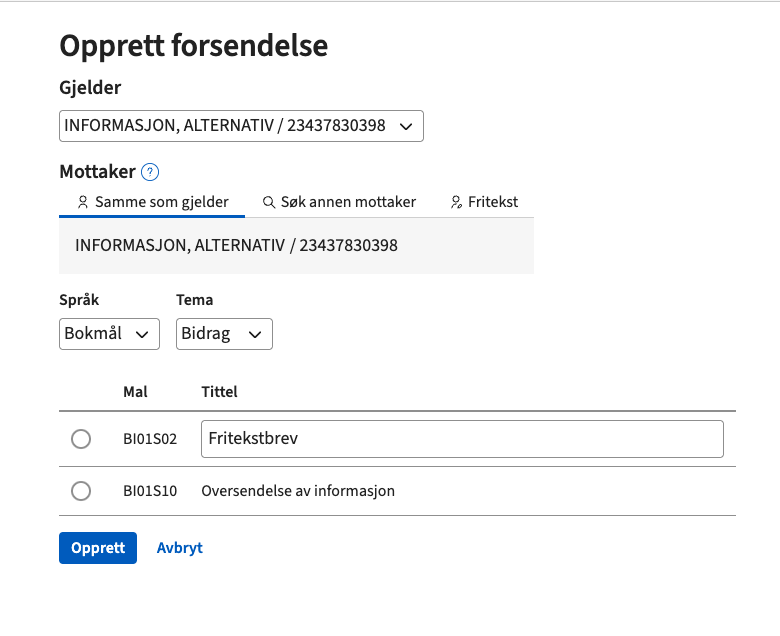 Opprett forsendelse
Gjelder
INFORMASJON, ALTERNATIV / 23437830398
Mottaker ?
Samme som gjelder Søk annen mottaker Fritekst
INFORMASJON, ALTERNATIV / 23437830398
Språk Tema
Bokmål Bidrag
Mal Tittel
BI01S02 Fritekstbrev
BI01S10 Oversendelse av informasjon
Opprett Avbryt